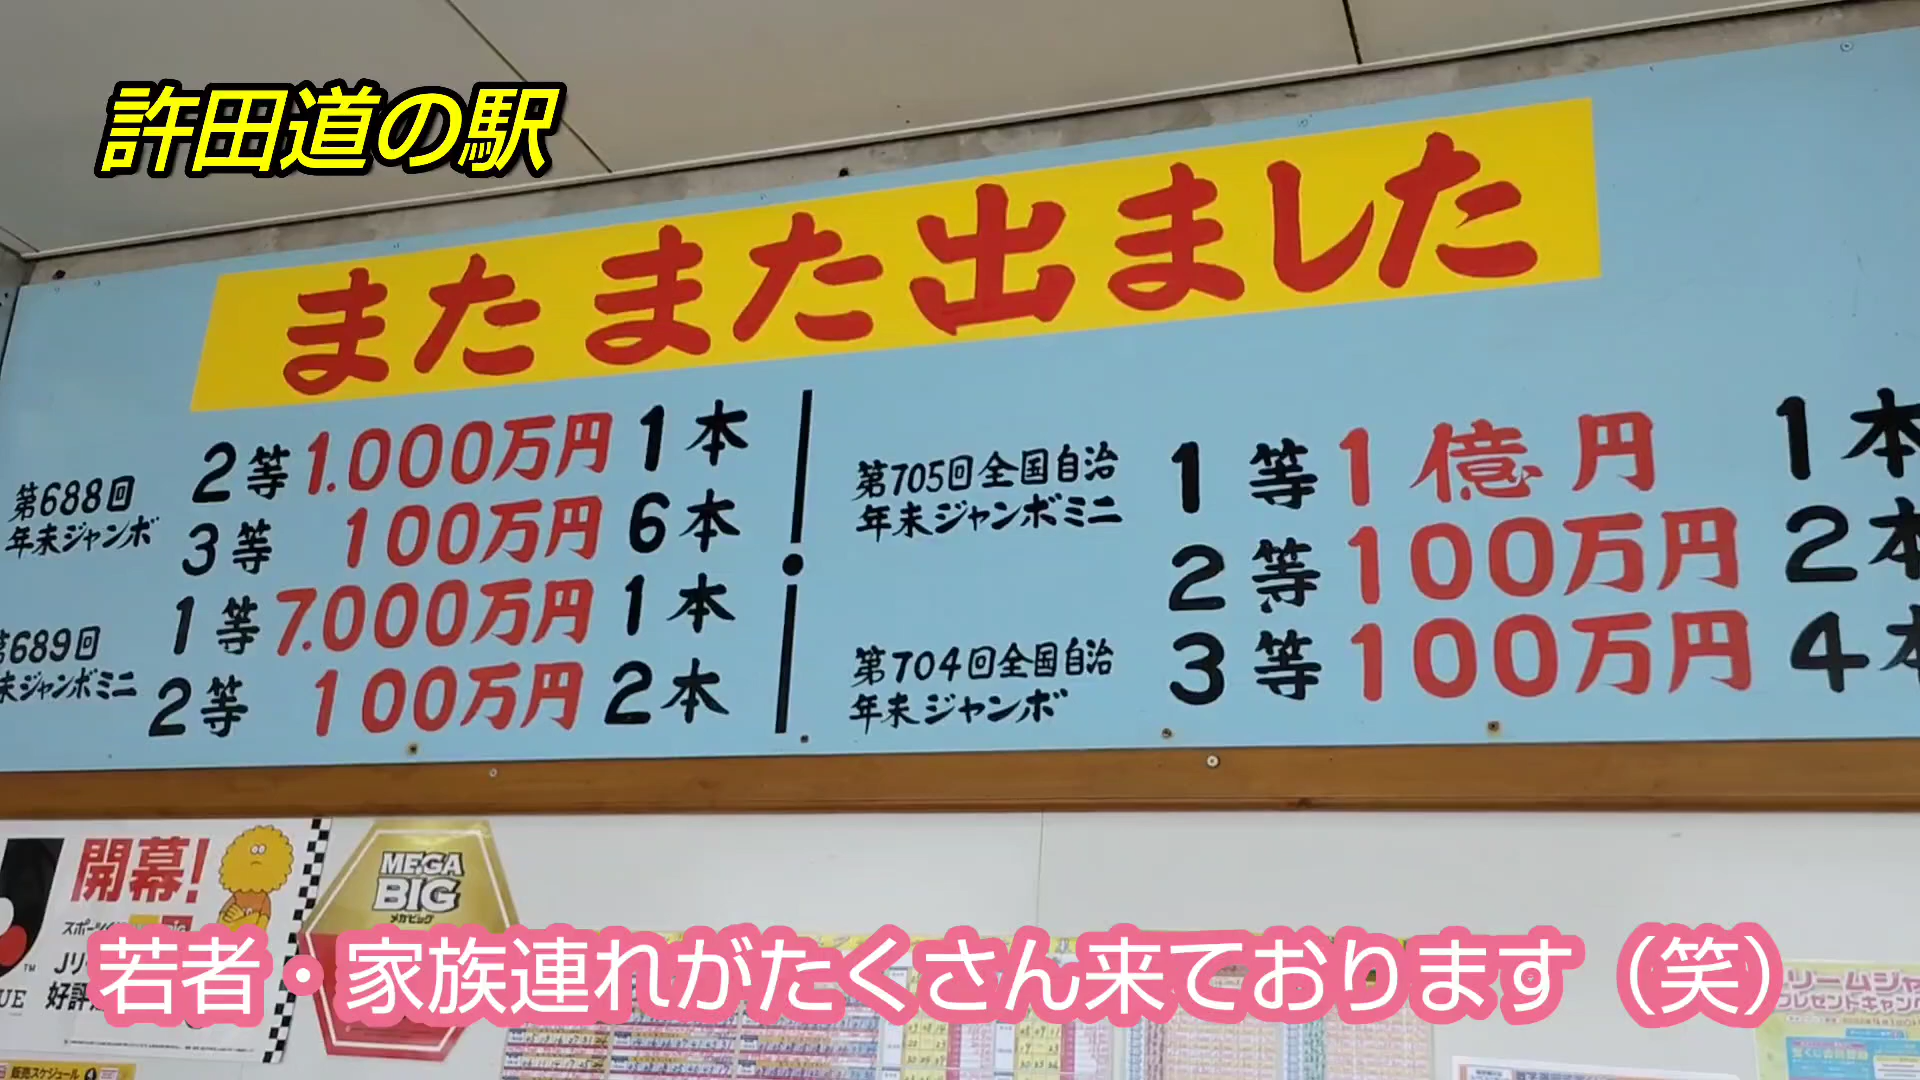 許田道の駅
またまた出ました
第688回
年末ジャンボ
2等 1.000万円 1本
3等 100万円 6本
第689回
末ジャンボミニ
1等 7.000万円 1本
2等 100万円 2本
第705回全国自治
年末ジャンボミニ
1等 1億円 1本
2等 100万円 2本
第704回全国自治
年末ジャンボ
3等 100万円 4本
開幕!
MEGA
BIG
メガビッグ
若者・家族連れがたくさん来ております（笑）
販売スケジュール